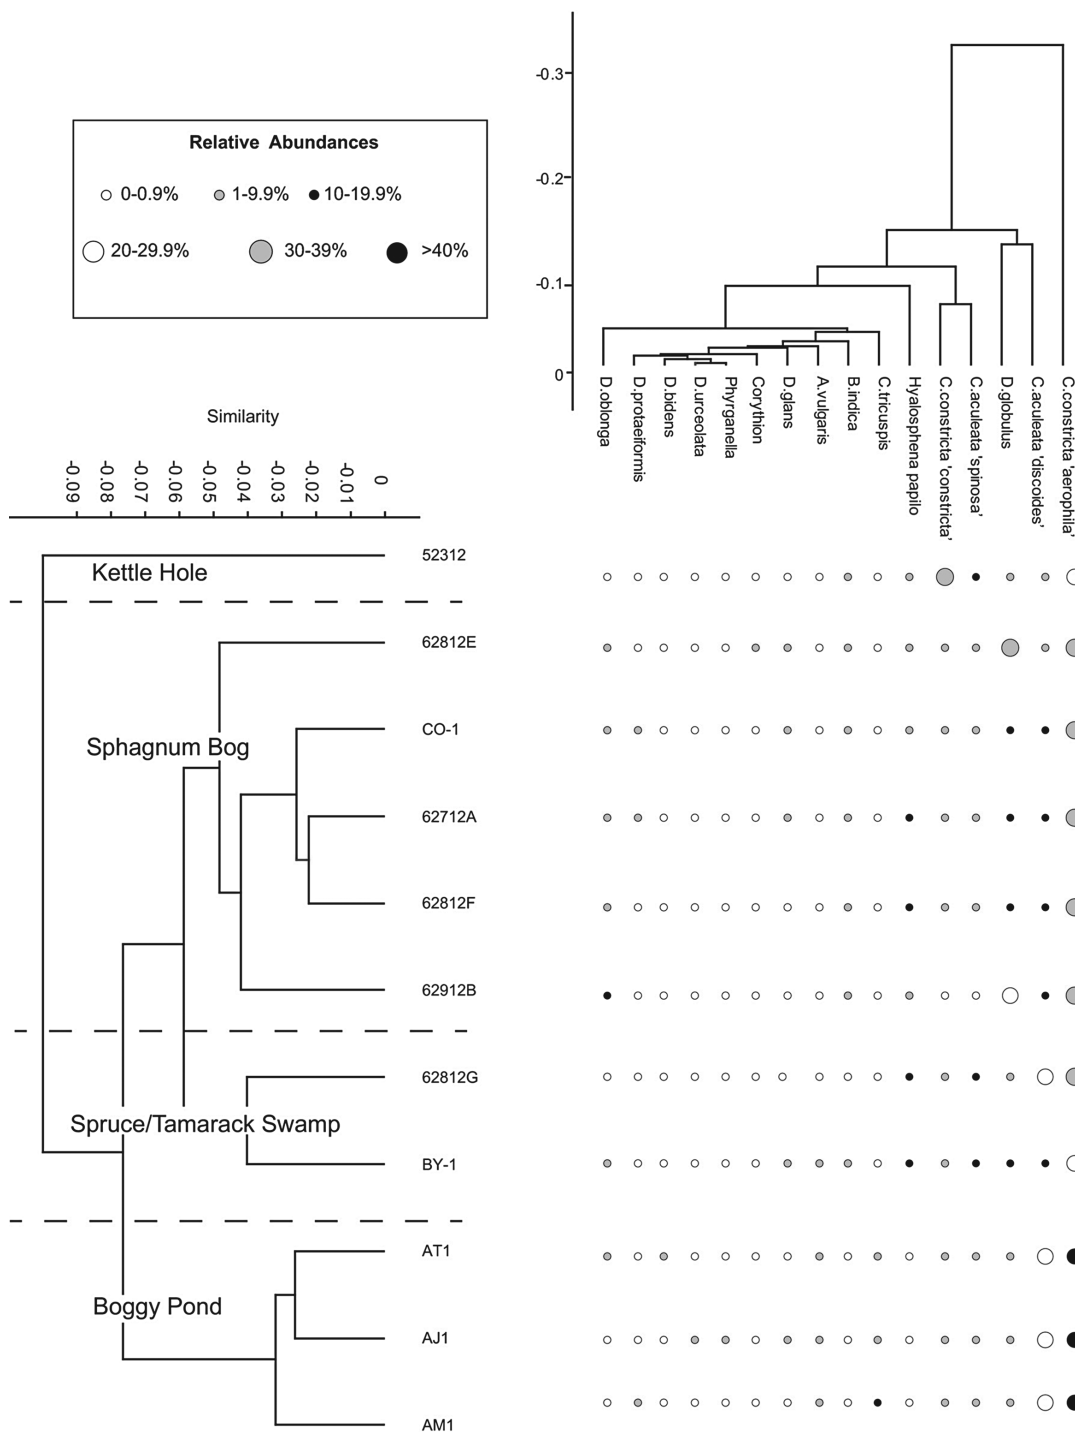 -0.3
-0.2
-0.1
0
Relative Abundances
0-0.9%
1-9.9%
10-19.9%
20-29.9%
30-39%
>40%
D.oblonga
D.protaeiformis
D.bidens
D.urceolata
Phyrganella
Corythion
D.glans
A.vulgaris
B.indica
C.tricuspis
Hyalosphena papilo
C.constricta 'constricta'
C.aculeata 'spinosa'
D.globulus
C.aculeata 'discoides'
C.constricta 'aerophila'
Similarity
-0.09
-0.08
-0.07
-0.06
-0.05
-0.04
-0.03
-0.02
-0.01
0
52312
Kettle Hole
62812E
CO-1
Sphagnum Bog
62712A
62812F
62912B
62812G
Spruce/Tamarack Swamp
BY-1
AT1
Boggy Pond
AJ1
AM1